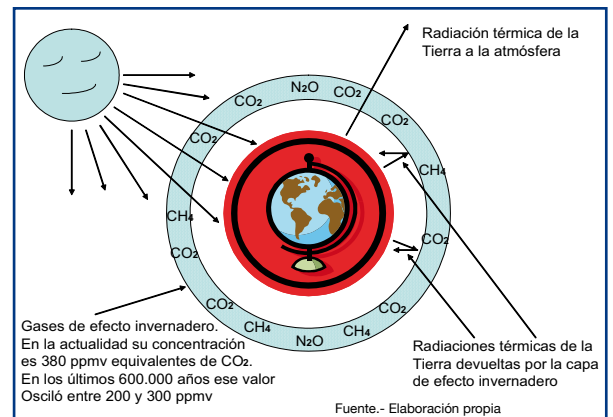 Radiación térmica de la
Tierra a la atmósfera
N₂O
CO₂
CO₂
CO₂
CO₂
CH₄
CH₄
CO₂
CO₂
CO₂
CO₂
CH₄
CH₄
N₂O
Gases de efecto invernadero.
En la actualidad su concentración
es 380 ppmv equivalentes de CO₂.
En los últimos 600.000 años ese valor
Osciló entre 200 y 300 ppmv
Radiaciones térmicas de la
Tierra devueltas por la capa
de efecto invernadero
Fuente.- Elaboración propia